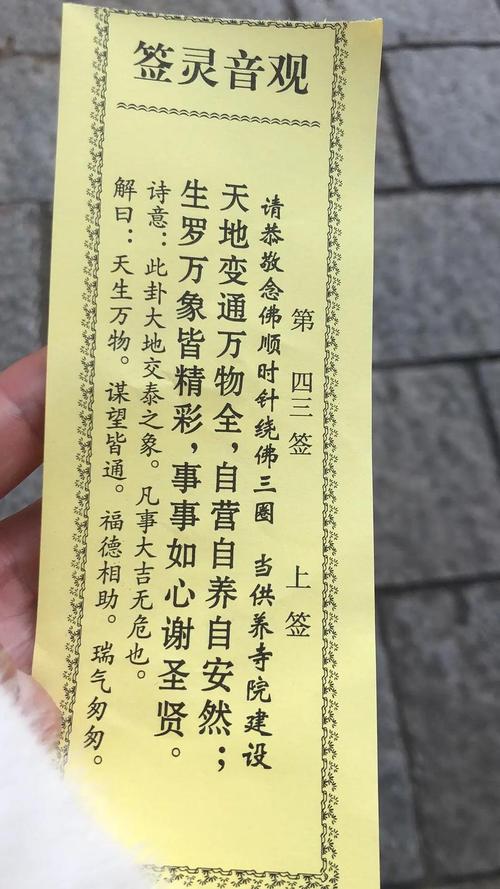 观音灵签
第四三签 上签
请恭敬念佛顺时针绕佛三圈 当供养寺院建设
天地变通万物全，自营自养自安然；
生罗万象皆精彩，事事如心谢圣贤。
诗意：此卦大地交泰之象。凡事大吉无危也。
解曰：天生万物。谋望皆通。福德相助。瑞气匆匆。